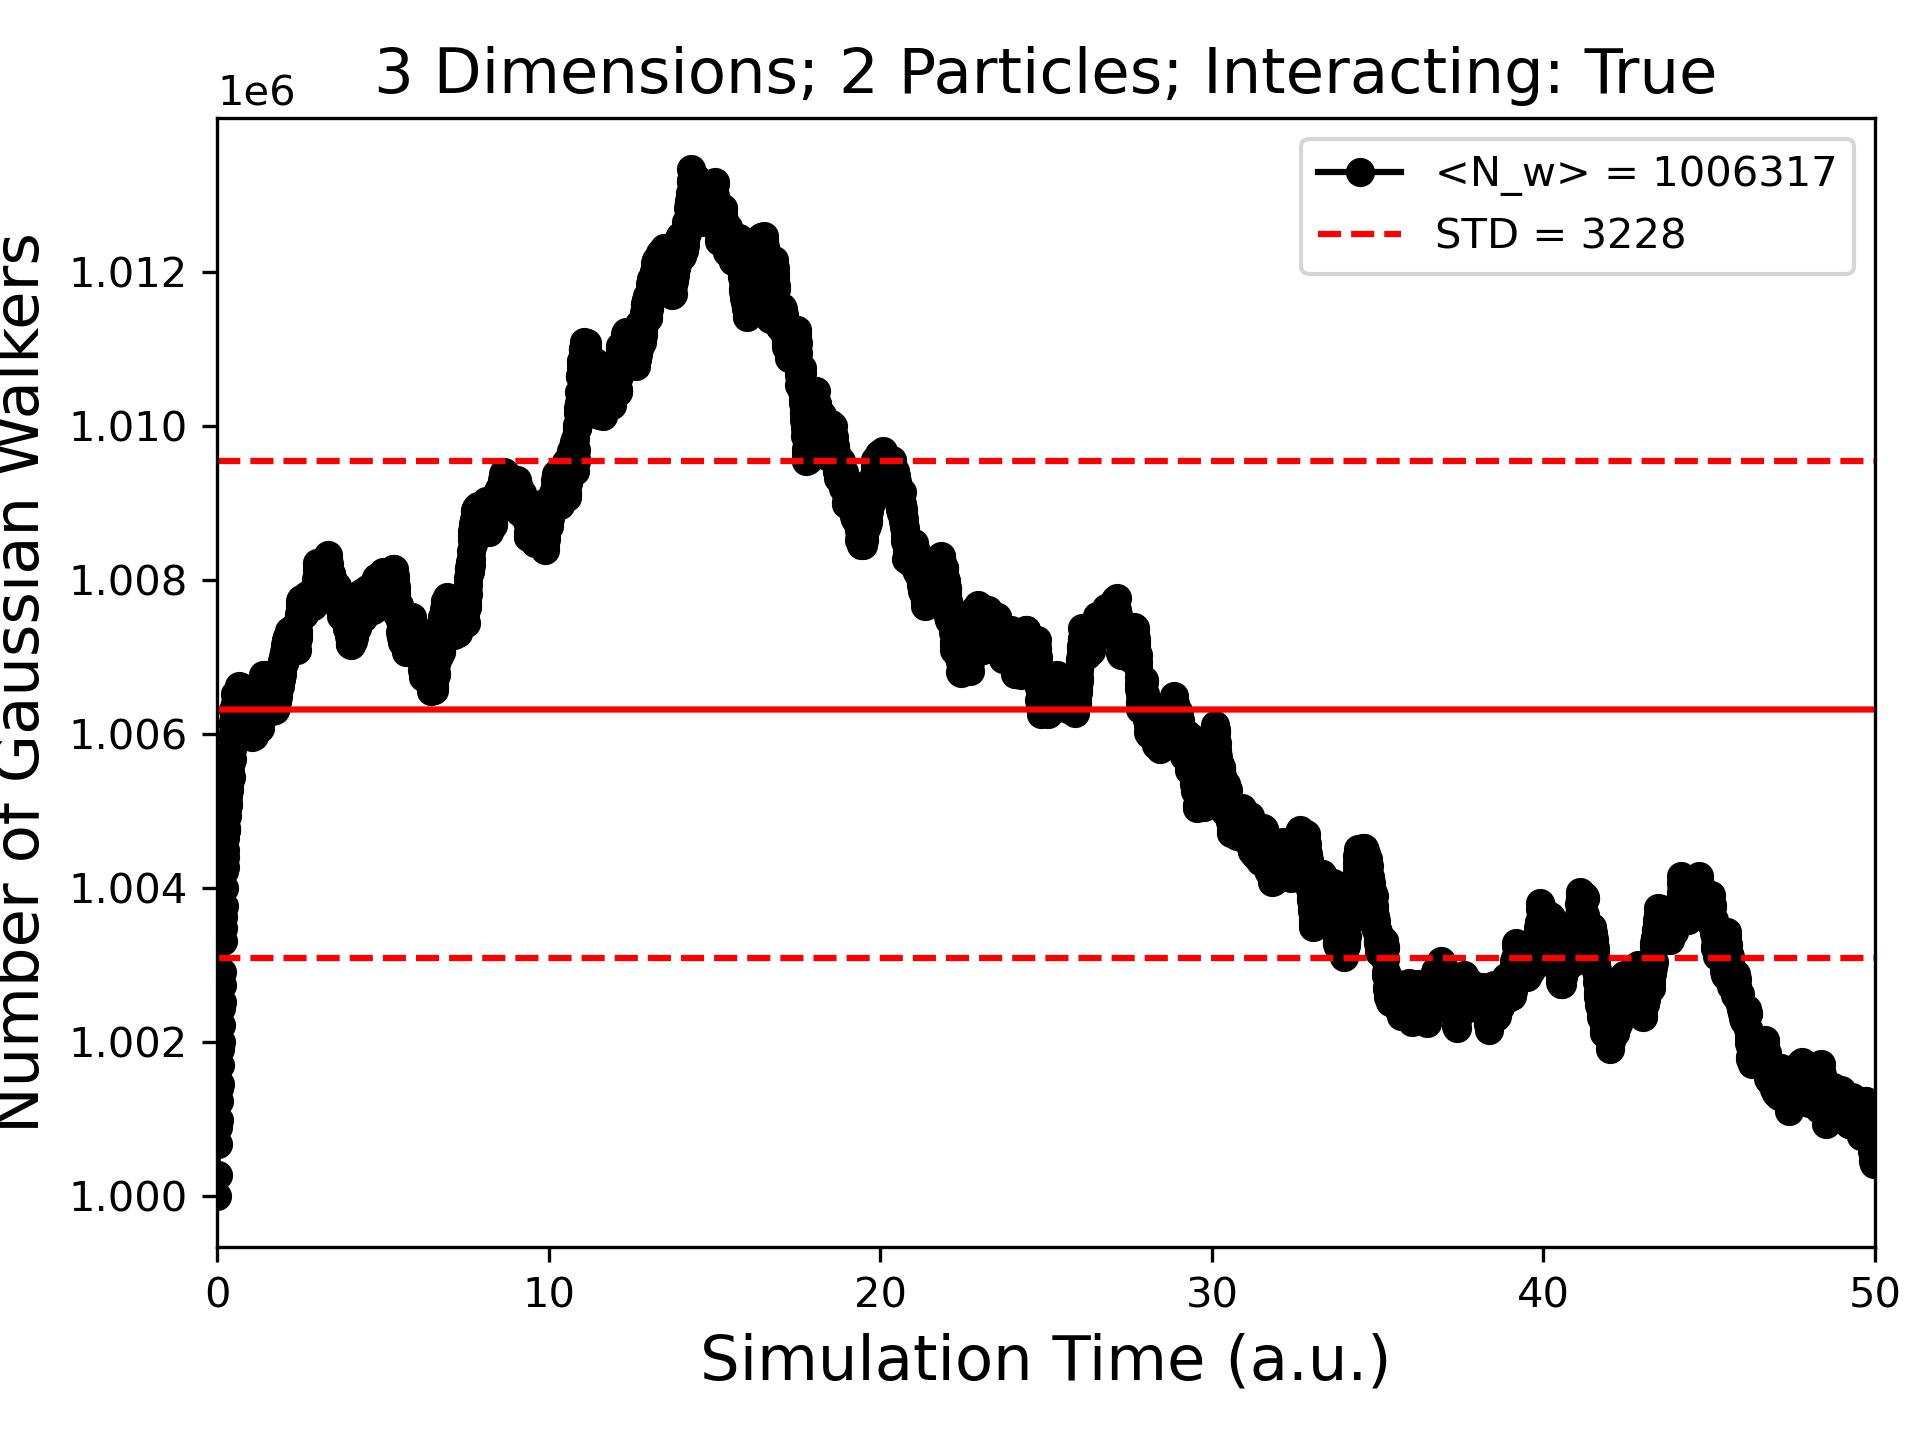 3 Dimensions; 2 Particles; Interacting: True
1e6
<N_w> = 1006317
STD = 3228
Number of Gaussian Walkers
1.012
1.010
1.008
1.006
1.004
1.002
1.000
0 10 20 30 40 50
Simulation Time (a.u.)